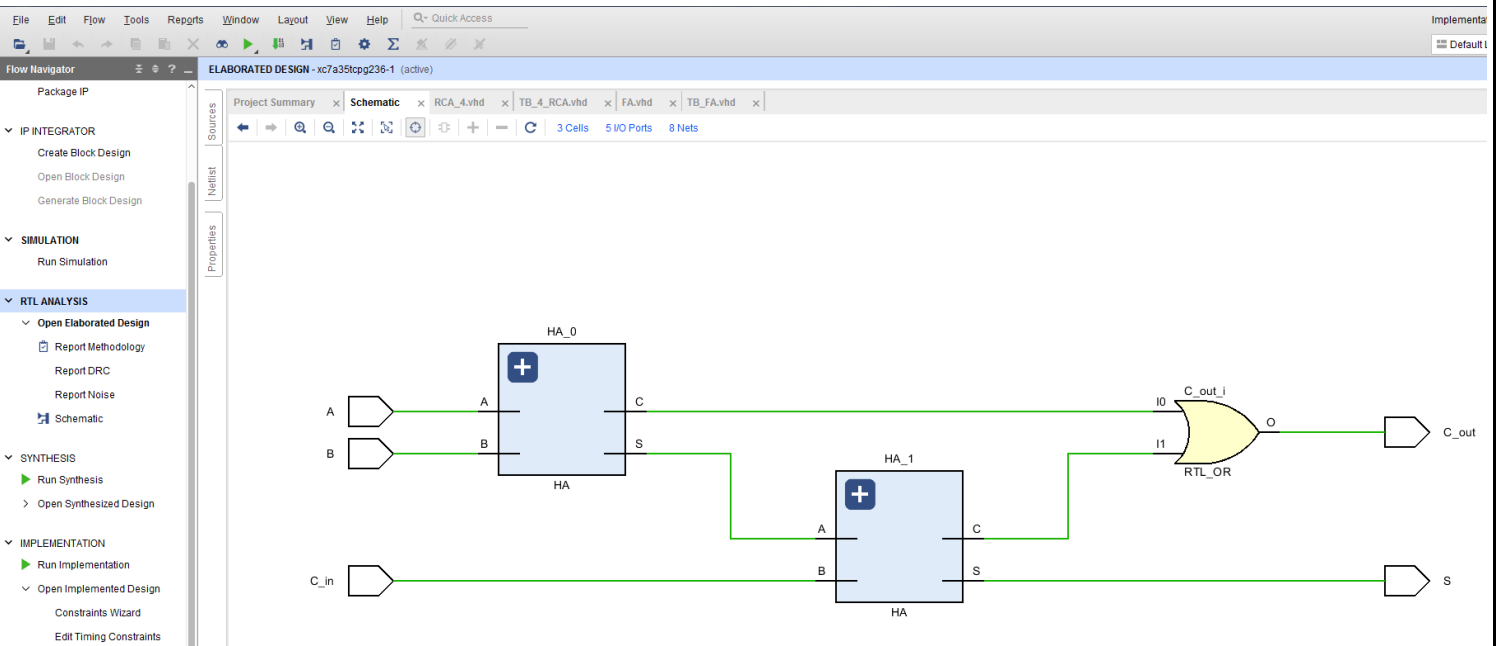 File Edit Flow Tools Reports Window Layout View Help Quick Access
Implementa
Default L
Flow Navigator ?
ELABORATED DESIGN - xc7a35tcpg236-1 (active)
Package IP
IP INTEGRATOR
Create Block Design
Open Block Design
Generate Block Design
SIMULATION
Run Simulation
RTL ANALYSIS
Open Elaborated Design
Report Methodology
Report DRC
Report Noise
Schematic
SYNTHESIS
Run Synthesis
Open Synthesized Design
IMPLEMENTATION
Run Implementation
Open Implemented Design
Constraints Wizard
Edit Timing Constraints
Sources
Netlist
Properties
Project Summary Schematic RCA_4.vhd TB_4_RCA.vhd FA.vhd TB_FA.vhd
3 Cells 5 I/O Ports 8 Nets
HA_0
A A C
B B S
HA
HA_1
A C
C_in B S
HA
C_out_i
I0
I1 O
RTL_OR
C_out
S